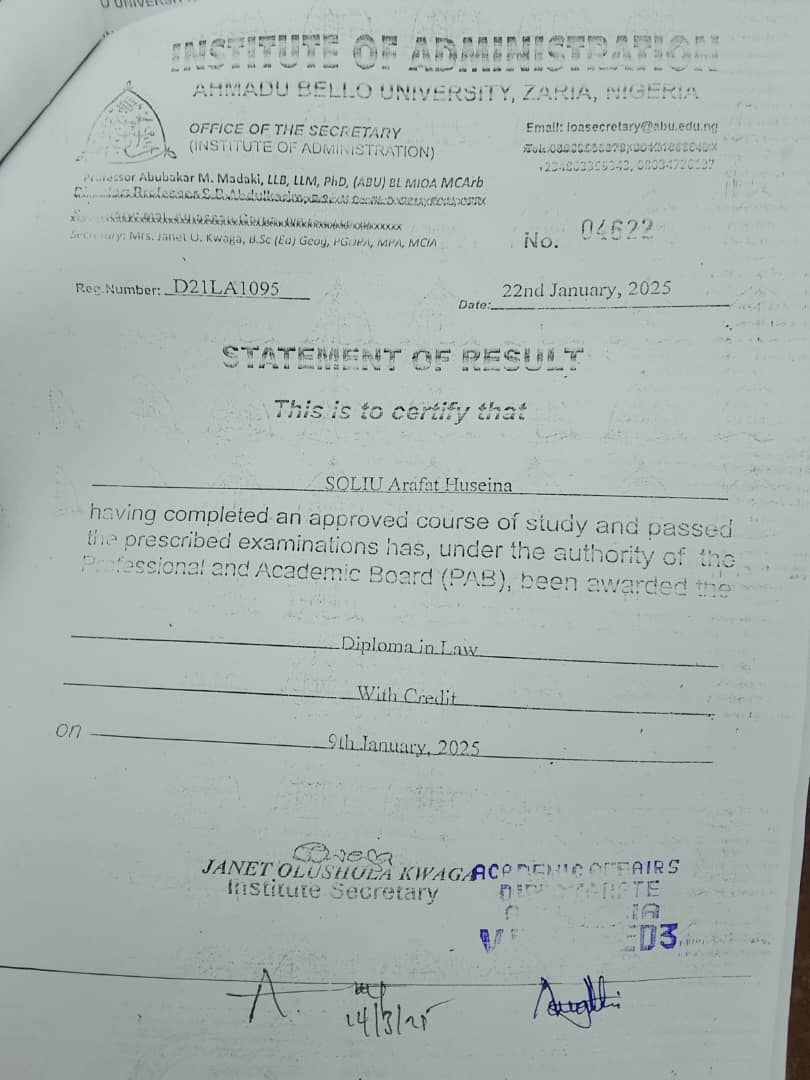 INSTITUTE OF ADMINISTRATION
AHMADU BELLO UNIVERSITY, ZARIA, NIGERIA
OFFICE OF THE SECRETARY
(INSTITUTE OF ADMINISTRATION)
Email: ioasecretary@abu.edu.ng
Professor Abubakar M. Madaki, LLB, LLM, PhD, (ABU) BL MIOA MCArb
Secretary: Mrs. Janet O. Kwaga, B.Sc (Ed) Geog, PGDPA, MPA, MCIA
No. 04622
Reg.Number: D21LA1095
Date: 22nd January, 2025
STATEMENT OF RESULT
This is to certify that
SOLIU Arafat Huseina
having completed an approved course of study and passed
the prescribed examinations has, under the authority of the
Professional and Academic Board (PAB), been awarded the
Diploma in Law
With Credit
on 9th January, 2025
JANET OLUSHOLA KWAGA
Institute Secretary
ACADEMIC AFFAIRS
14/3/25